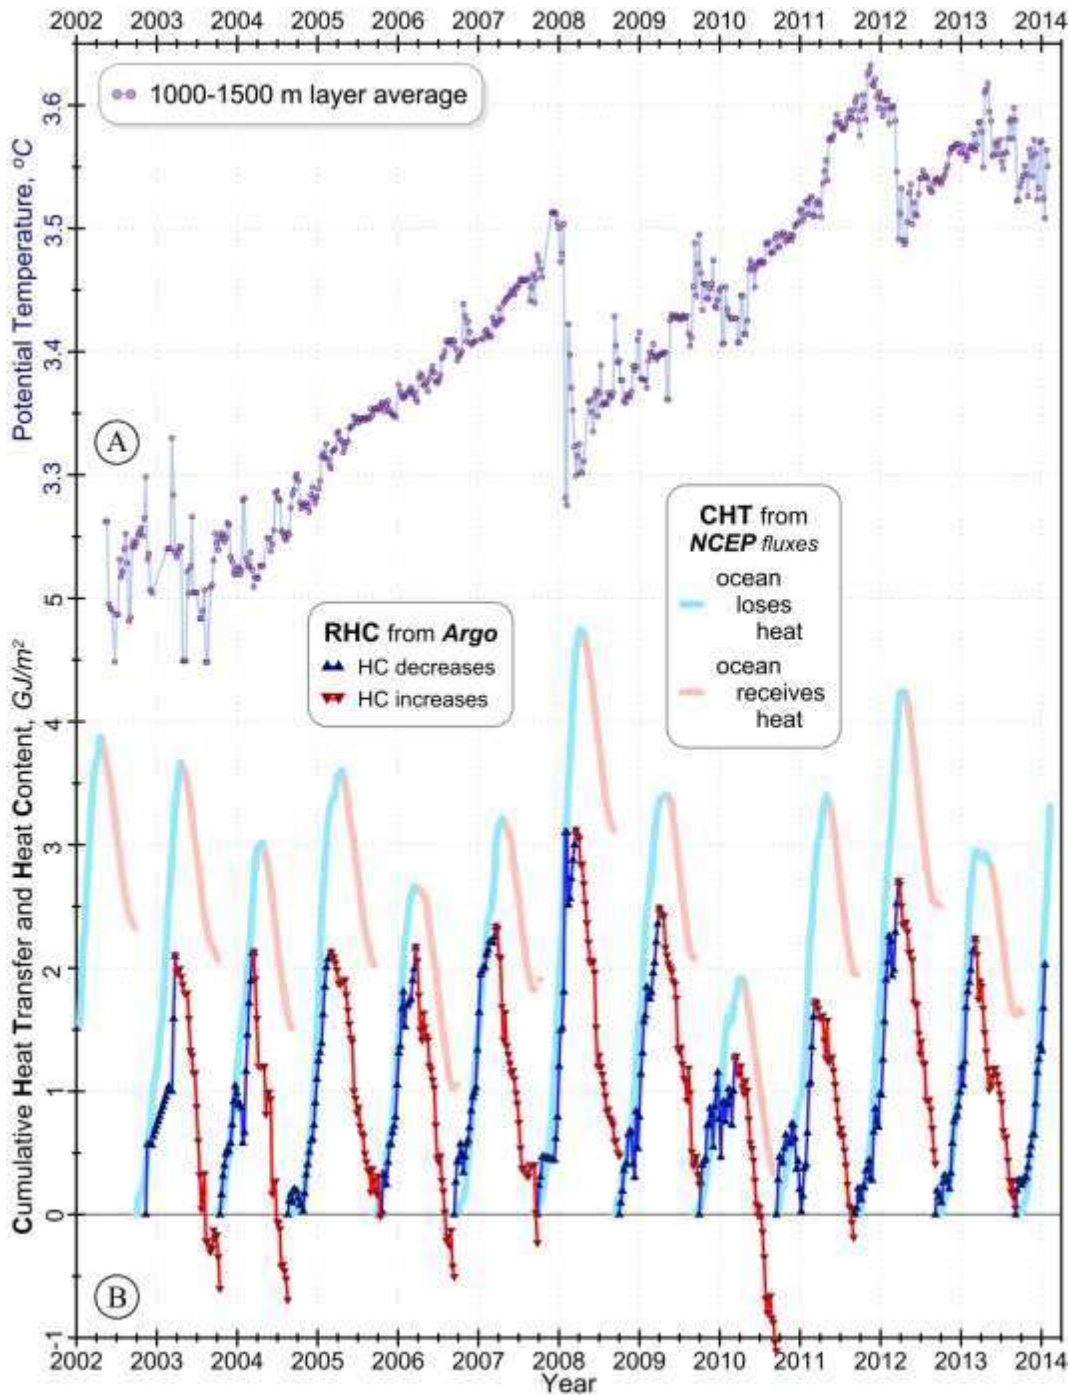 2002 2003 2004 2005 2006 2007 2008 2009 2010 2011 2012 2013 2014
1000-1500 m layer average
Potential Temperature, ºC
3.6
3.5
3.4
3.3
A
CHT from
NCEP fluxes
ocean
loses
heat
ocean
receives
heat
RHC from Argo
HC decreases
HC increases
Cumulative Heat Transfer and Heat Content, GJ/m²
5
4
3
2
1
0
-1
B
2002 2003 2004 2005 2006 2007 2008 2009 2010 2011 2012 2013 2014
Year